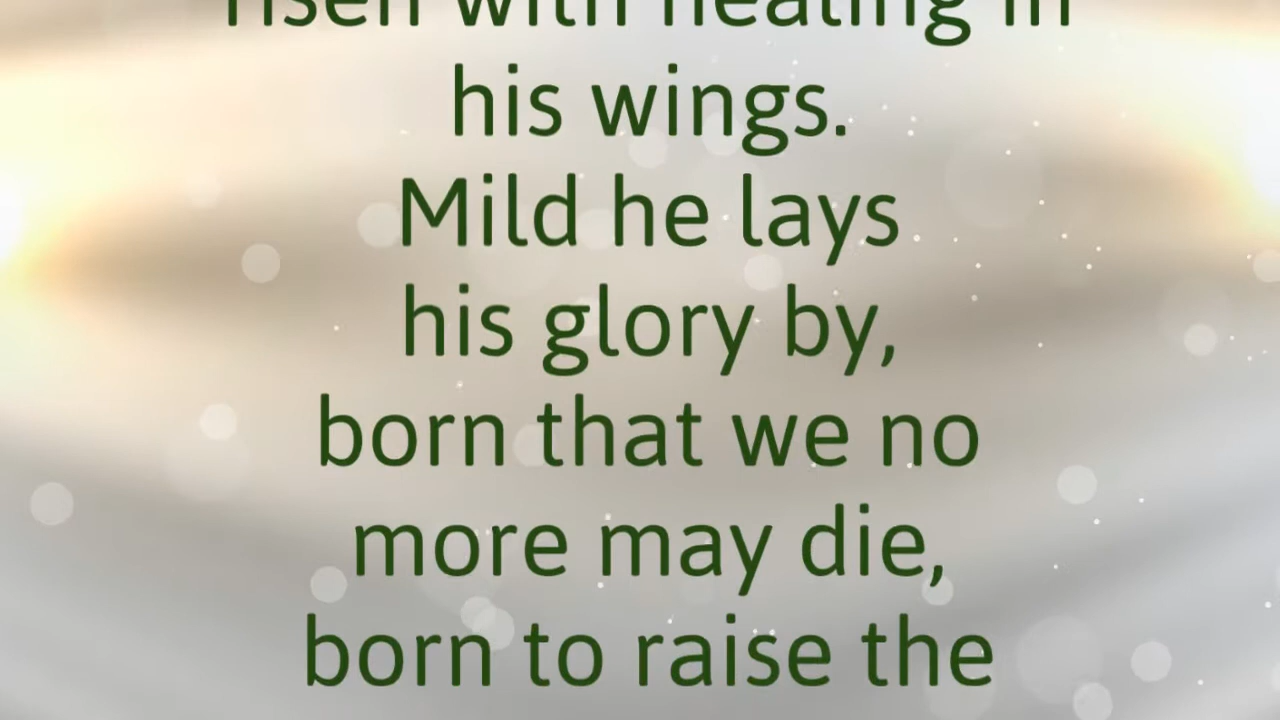 risen with healing in
his wings.
Mild he lays
his glory by,
born that we no
more may die,
born to raise the